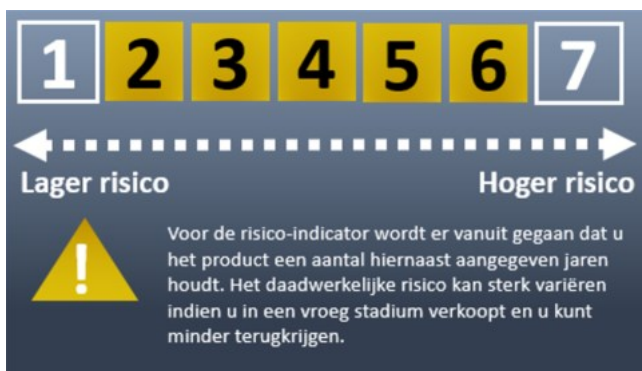 1 2 3 4 5 6 7
Lager risico Hoger risico
!
Voor de risico-indicator wordt er vanuit gegaan dat u
het product een aantal hiernaast aangegeven jaren
houdt. Het daadwerkelijke risico kan sterk variëren
indien u in een vroeg stadium verkoopt en u kunt
minder terugkrijgen.